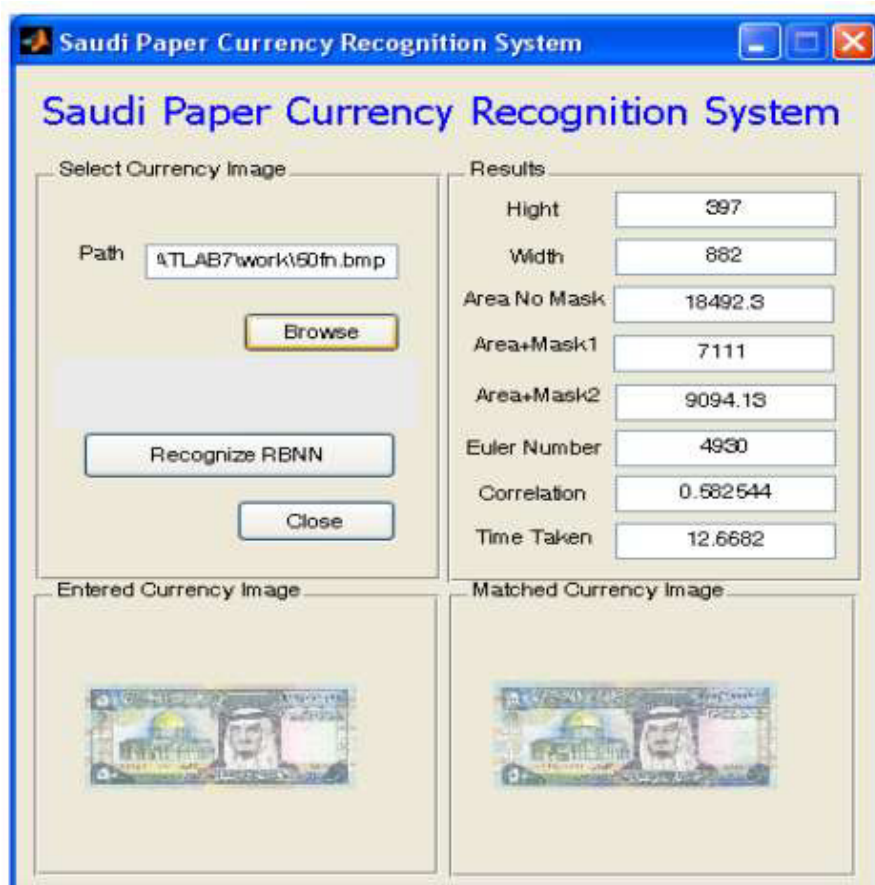 Saudi Paper Currency Recognition System
Saudi Paper Currency Recognition System
Select Currency Image
Path
ATLAB7\work\50fn.bmp
Browse
Recognize RBNN
Close
Results
Hight 397
Width 882
Area No Mask 18492.3
Area+Mask1 7111
Area+Mask2 9094.13
Euler Number 4930
Correlation 0.582544
Time Taken 12.6682
Entered Currency Image
٥٠
Matched Currency Image
٥٠